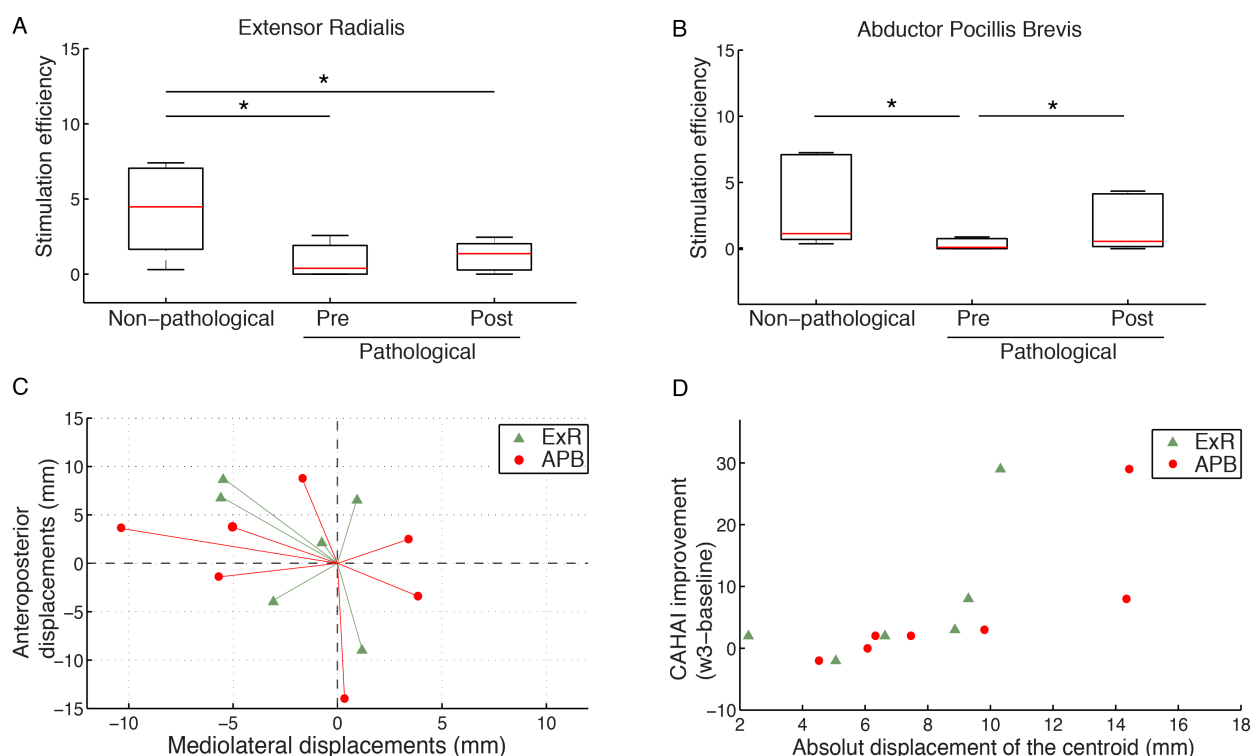 A
Extensor Radialis
Stimulation efficiency
15
10
5
0
*
*
Non-pathological
Pre
Post
Pathological
B
Abductor Pocillis Brevis
Stimulation efficiency
15
10
5
0
*
*
Non-pathological
Pre
Post
Pathological
C
Anteroposterior
displacements (mm)
15
10
5
0
-5
-10
-15
-10
-5
0
5
10
Mediolateral displacements (mm)
ExR
APB
D
CAHAI improvement
(w3-baseline)
30
20
10
0
-10
2
4
6
8
10
12
14
16
18
Absolut displacement of the centroid (mm)
ExR
APB